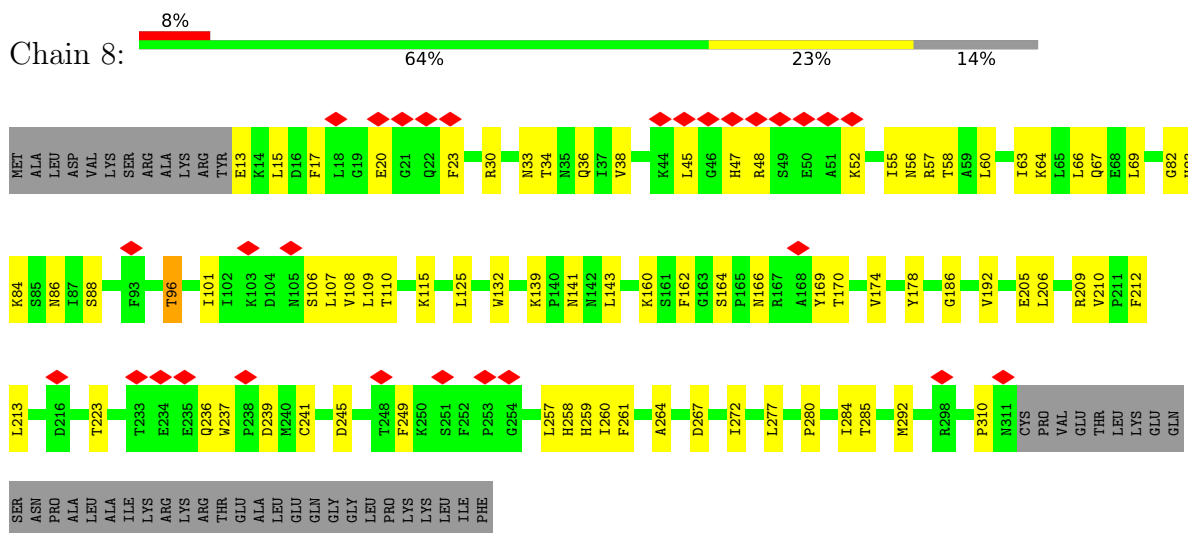 8%
Chain 8:
64% 23% 14%
MET ALA LEU ASP VAL LYS SER ARG ALA LYS ARG TYR E13 K14 L15 D16 F17 L18 G19 E20 G21 Q22 F23 R30 N33 T34 N35 Q36 I37 V38 K44 L45 G46 H47 R48 S49 E50 A51 K52 I55 N56 R57 T58 A59 L60 I63 K64 L65 L66 Q67 E68 L69 G82
K84 S85 N86 I87 S88 F93 T96 I101 I102 K103 D104 N105 S106 L107 V108 L109 T110 K115 L125 W132 K139 P140 N141 N142 L143 K160 S161 F162 G163 S164 P165 N166 R167 A168 Y169 T170 V174 Y178 G186 V192 E205 L206 R209 V210 P211 F212
L213 D216 T223 T233 E234 E235 Q236 W237 P238 D239 M240 C241 D245 T248 F249 K250 S251 F252 P253 G254 L257 H258 H259 I260 F261 A264 D267 I272 L277 P280 I284 T285 M292 R298 P310 N311 CYS PRO VAL GLU THR LEU LYS GLU GLN
SER ASN PRO ALA LEU ALA ILE LYS ARG LYS ARG THR GLU ALA LEU GLU GLN GLY GLY LEU PRO LYS LYS LEU ILE PHE